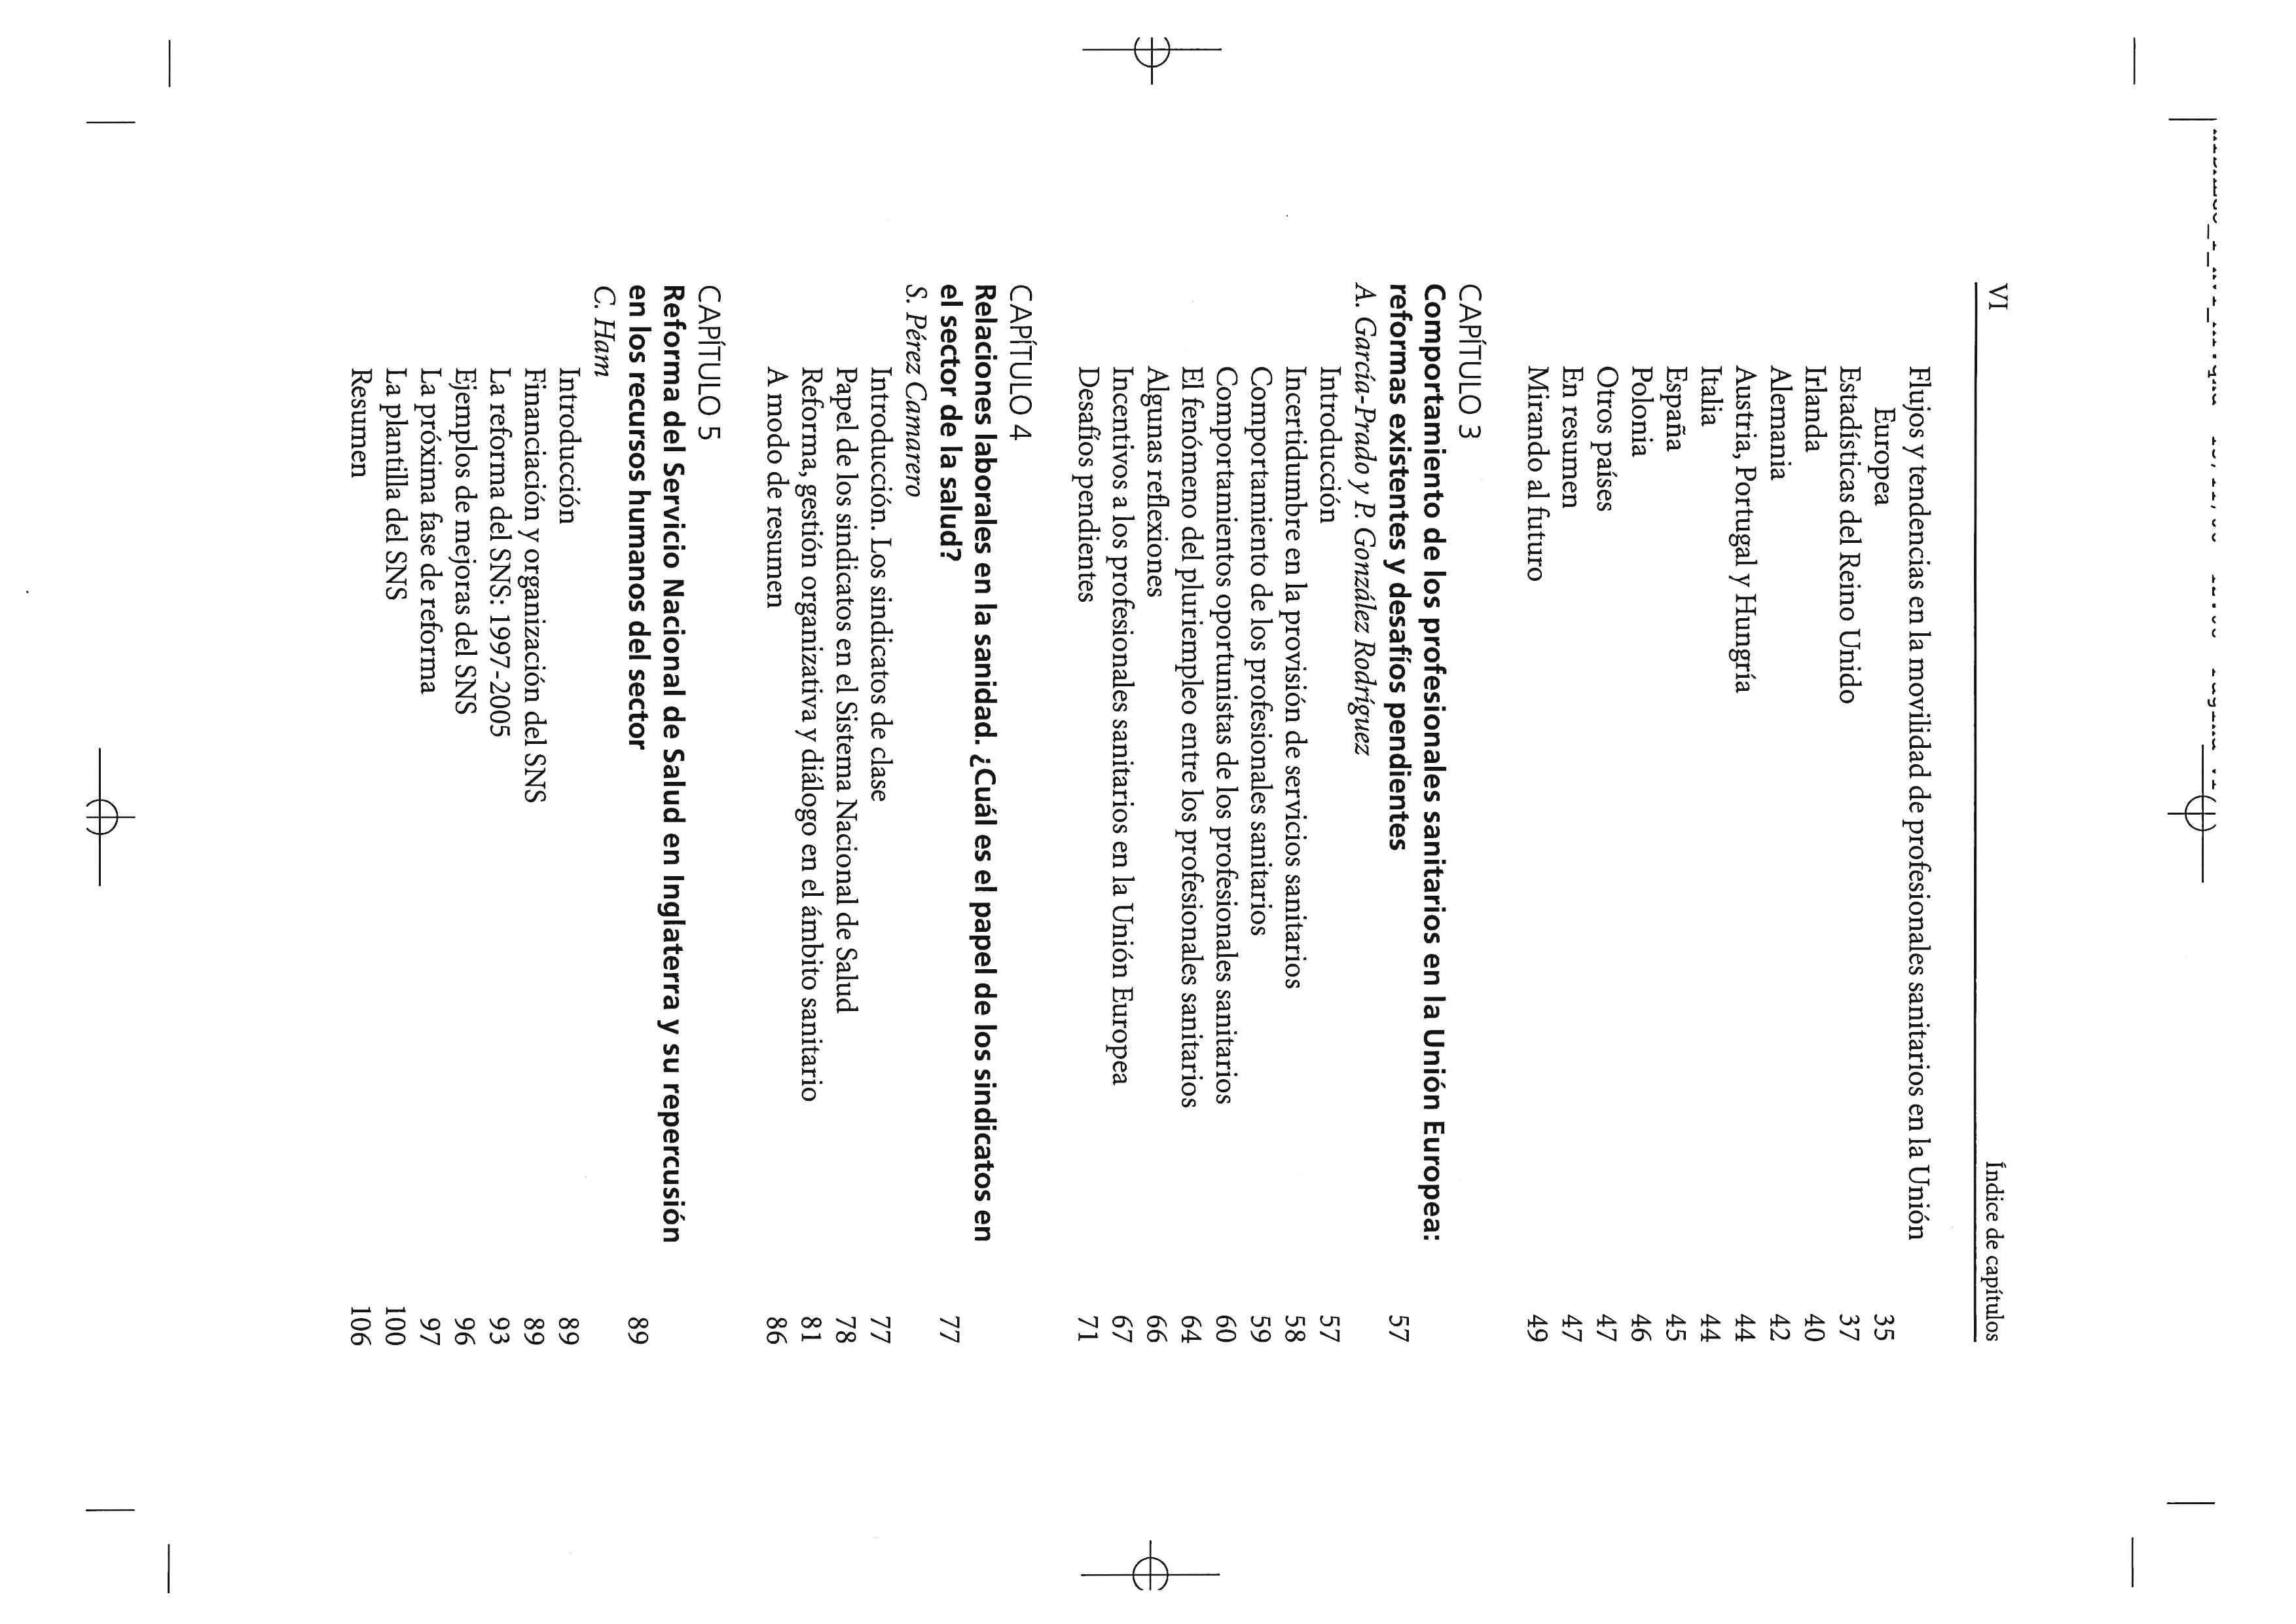 VI Índice de capítulos
Flujos y tendencias en la movilidad de profesionales sanitarios en la Unión
Europea 35
Estadísticas del Reino Unido 37
Irlanda 40
Alemania 42
Austria, Portugal y Hungría 44
Italia 44
España 45
Polonia 46
Otros países 47
En resumen 47
Mirando al futuro 49
CAPÍTULO 3
Comportamiento de los profesionales sanitarios en la Unión Europea:
reformas existentes y desafíos pendientes 57
A. García-Prado y P. González Rodríguez
Introducción 57
Incertidumbre en la provisión de servicios sanitarios 58
Comportamiento de los profesionales sanitarios 59
Comportamientos oportunistas de los profesionales sanitarios 60
El fenómeno del pluriempleo entre los profesionales sanitarios 64
Algunas reflexiones 66
Incentivos a los profesionales sanitarios en la Unión Europea 67
Desafíos pendientes 71
CAPÍTULO 4
Relaciones laborales en la sanidad. ¿Cuál es el papel de los sindicatos en
el sector de la salud? 77
S. Pérez Camarero
Introducción. Los sindicatos de clase 77
Papel de los sindicatos en el Sistema Nacional de Salud 78
Reforma, gestión organizativa y diálogo en el ámbito sanitario 81
A modo de resumen 86
CAPÍTULO 5
Reforma del Servicio Nacional de Salud en Inglaterra y su repercusión
en los recursos humanos del sector 89
C. Ham
Introducción 89
Financiación y organización del SNS 89
La reforma del SNS: 1997-2005 93
Ejemplos de mejoras del SNS 96
La próxima fase de reforma 97
La plantilla del SNS 100
Resumen 106